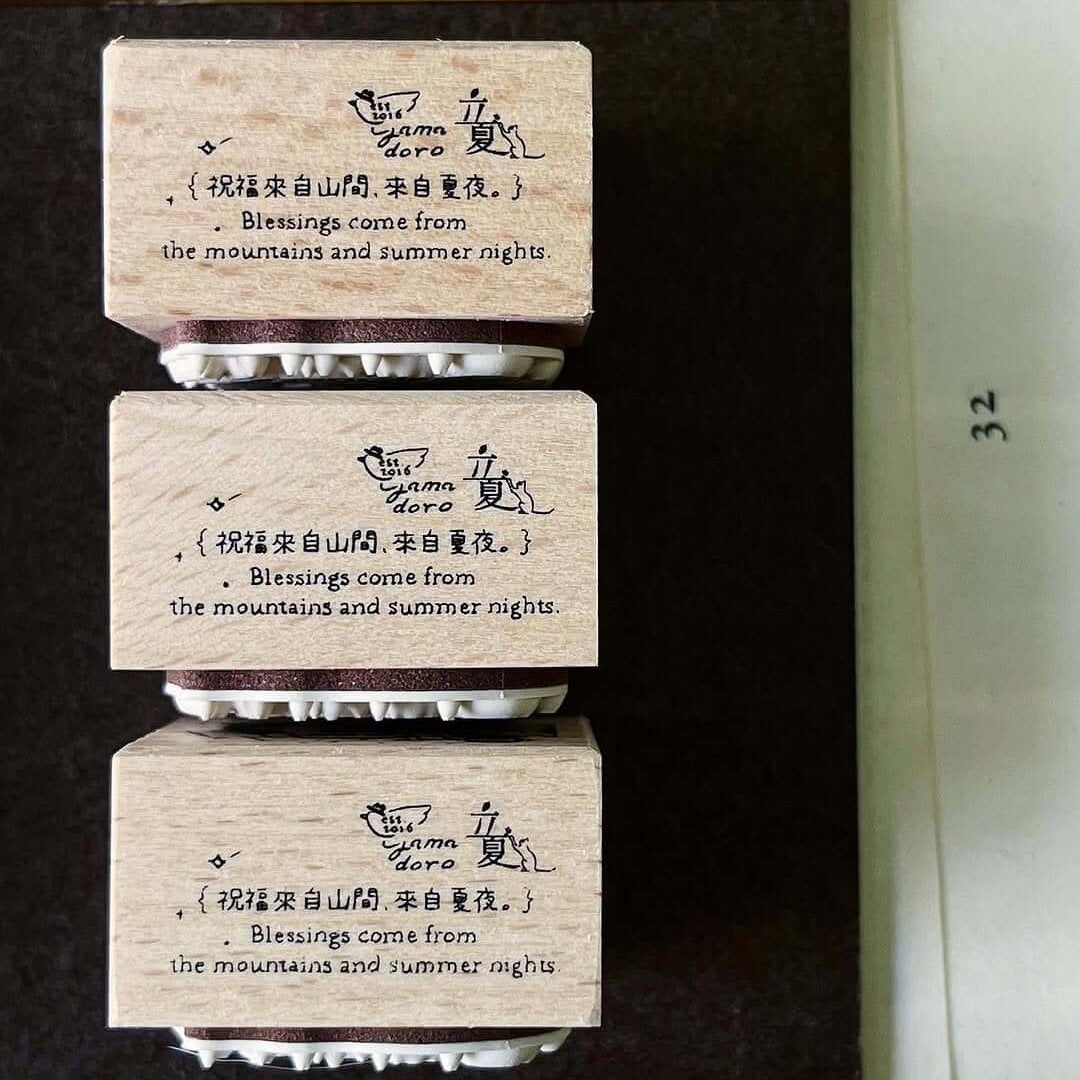 est.
2016
yama
doro
立夏
{ 祝福來自山間、來自夏夜。}
Blessings come from
the mountains and summer nights.
est.
2016
yama
doro
立夏
{ 祝福來自山間、來自夏夜。}
Blessings come from
the mountains and summer nights.
est.
2016
yama
doro
立夏
{ 祝福來自山間、來自夏夜。}
Blessings come from
the mountains and summer nights.
32